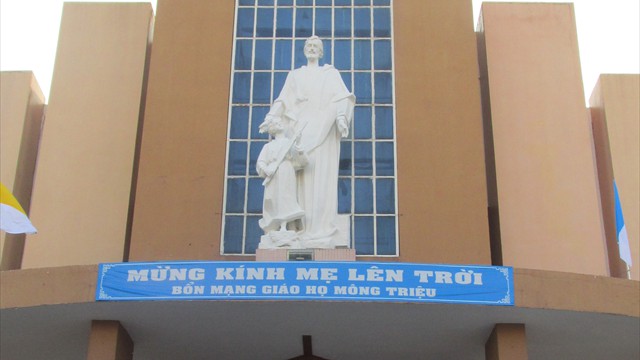 MỪNG KÍNH MẸ LÊN TRỜI
BỔN MẠNG GIÁO HỌ MÔNG TRIỆU